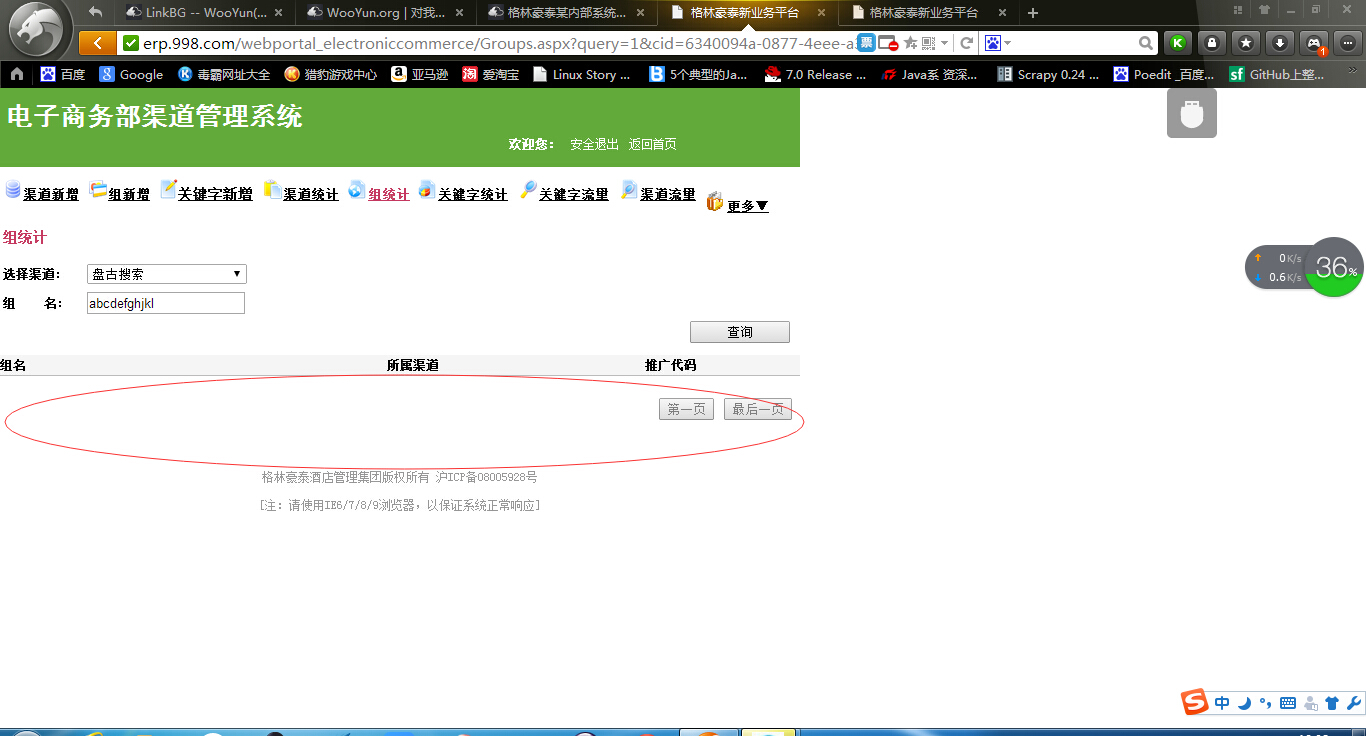 LinkBG -- WooYun(...
WooYun.org | 对我...
格林豪泰某内部系统...
格林豪泰新业务平台
格林豪泰新业务平台
erp.998.com/webportal_electroniccommerce/Groups.aspx?query=1&cid=6340094a-0877-4eee-a
票
百度
Google
毒霸网址大全
猎豹游戏中心
亚马逊
爱淘宝
Linux Story ...
5个典型的Ja...
7.0 Release ...
Java系 资深...
Scrapy 0.24 ...
Poedit _百度...
GitHub上整...
电子商务部渠道管理系统
欢迎您: 安全退出 返回首页
渠道新增 组新增 关键字新增 渠道统计 组统计 关键字统计 关键字流量 渠道流量 更多▼
组统计
选择渠道: 盘古搜索
组 名: abcdefghjkl
查询
组名 所属渠道 推广代码
第一页 最后一页
格林豪泰酒店管理集团版权所有 沪ICP备08005928号
[注: 请使用IE6/7/8/9浏览器，以保证系统正常响应]
0K/s
0.6K/s
36%
中